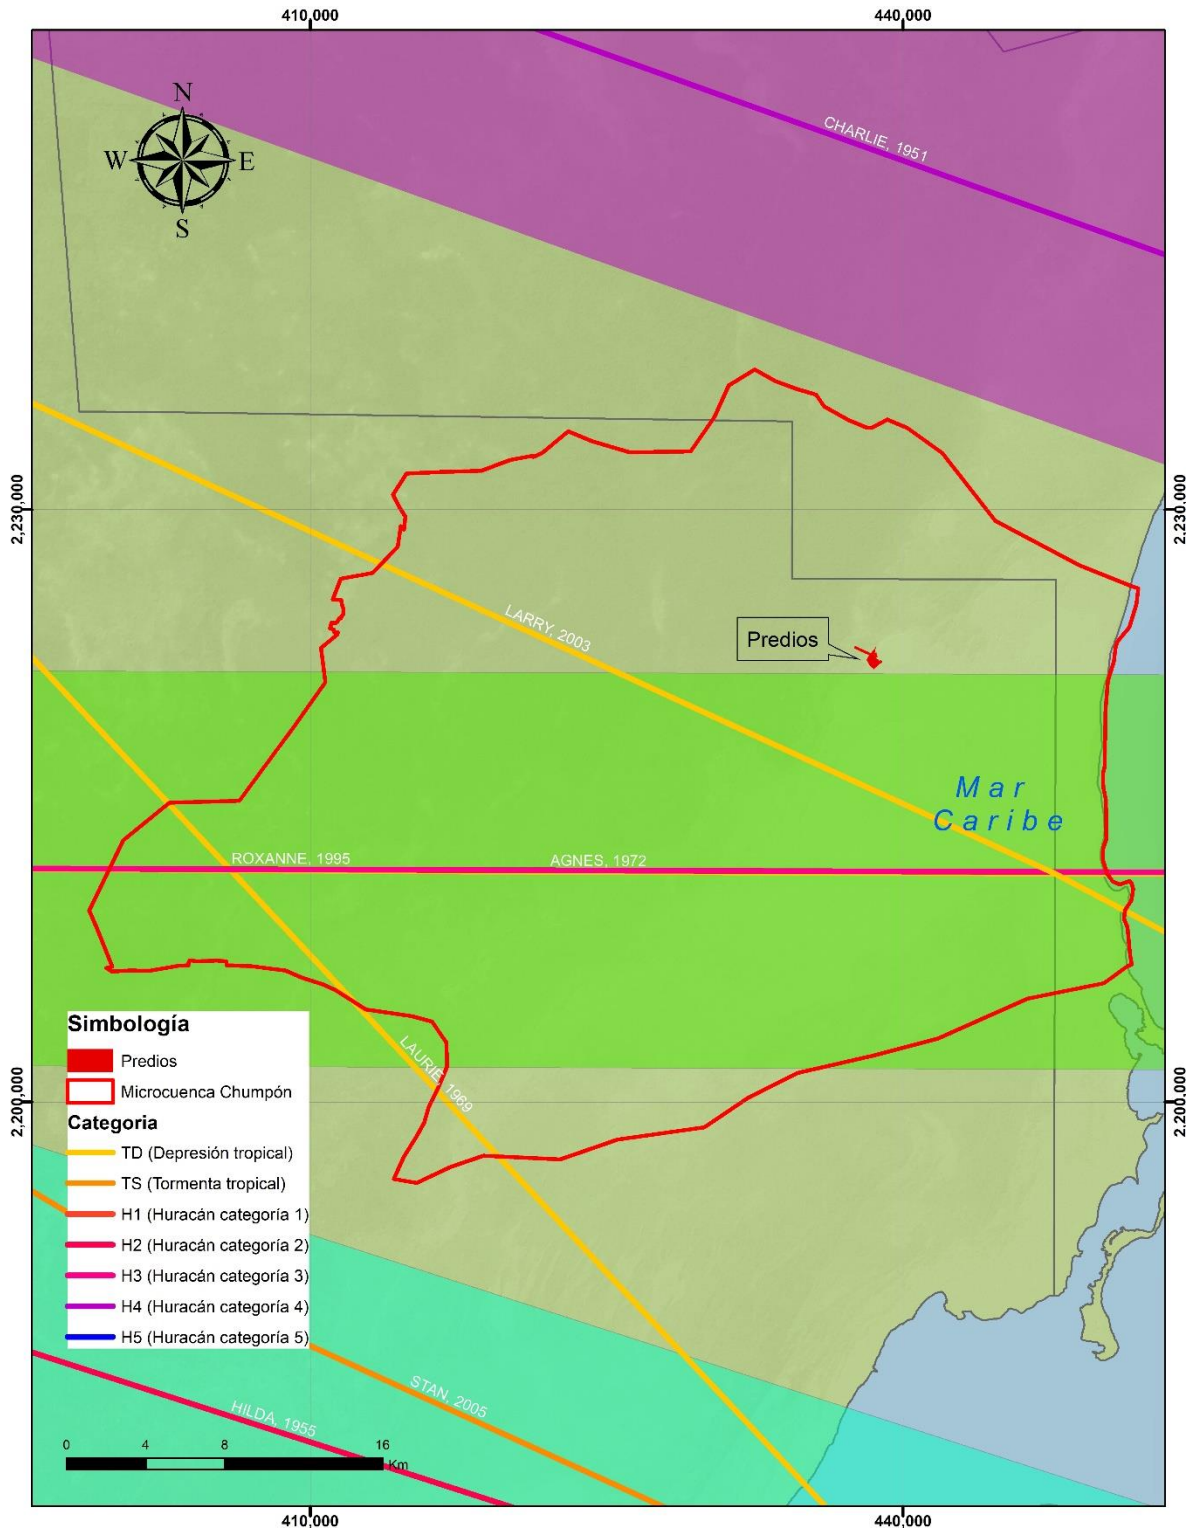 410,000
440,000
N
W
E
S
CHARLIE, 1951
2,230,000
2,230,000
LARRY, 2003
Predios
Mar
Caribe
ROXANNE, 1995
AGNES, 1972
LAURIE, 1969
Simbología
Predios
Microcuenca Chumpón
Categoria
TD (Depresión tropical)
TS (Tormenta tropical)
H1 (Huracán categoría 1)
H2 (Huracán categoría 2)
H3 (Huracán categoría 3)
H4 (Huracán categoría 4)
H5 (Huracán categoría 5)
2,200,000
2,200,000
STAN, 2005
HILDA, 1955
0
4
8
16
Km
410,000
440,000